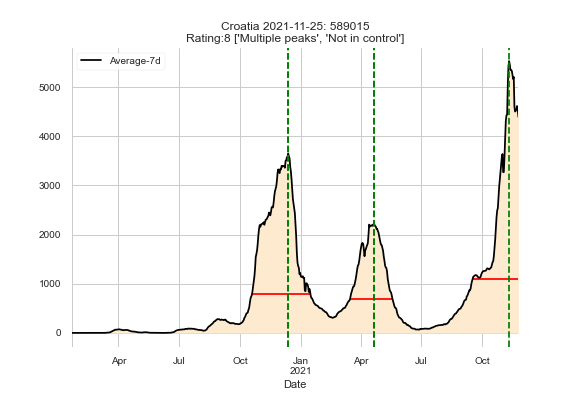 Croatia 2021-11-25: 589015
Rating:8 ['Multiple peaks', 'Not in control']
Average-7d
5000
4000
3000
2000
1000
0
Apr
Jul
Oct
Jan
2021
Apr
Jul
Oct
Date